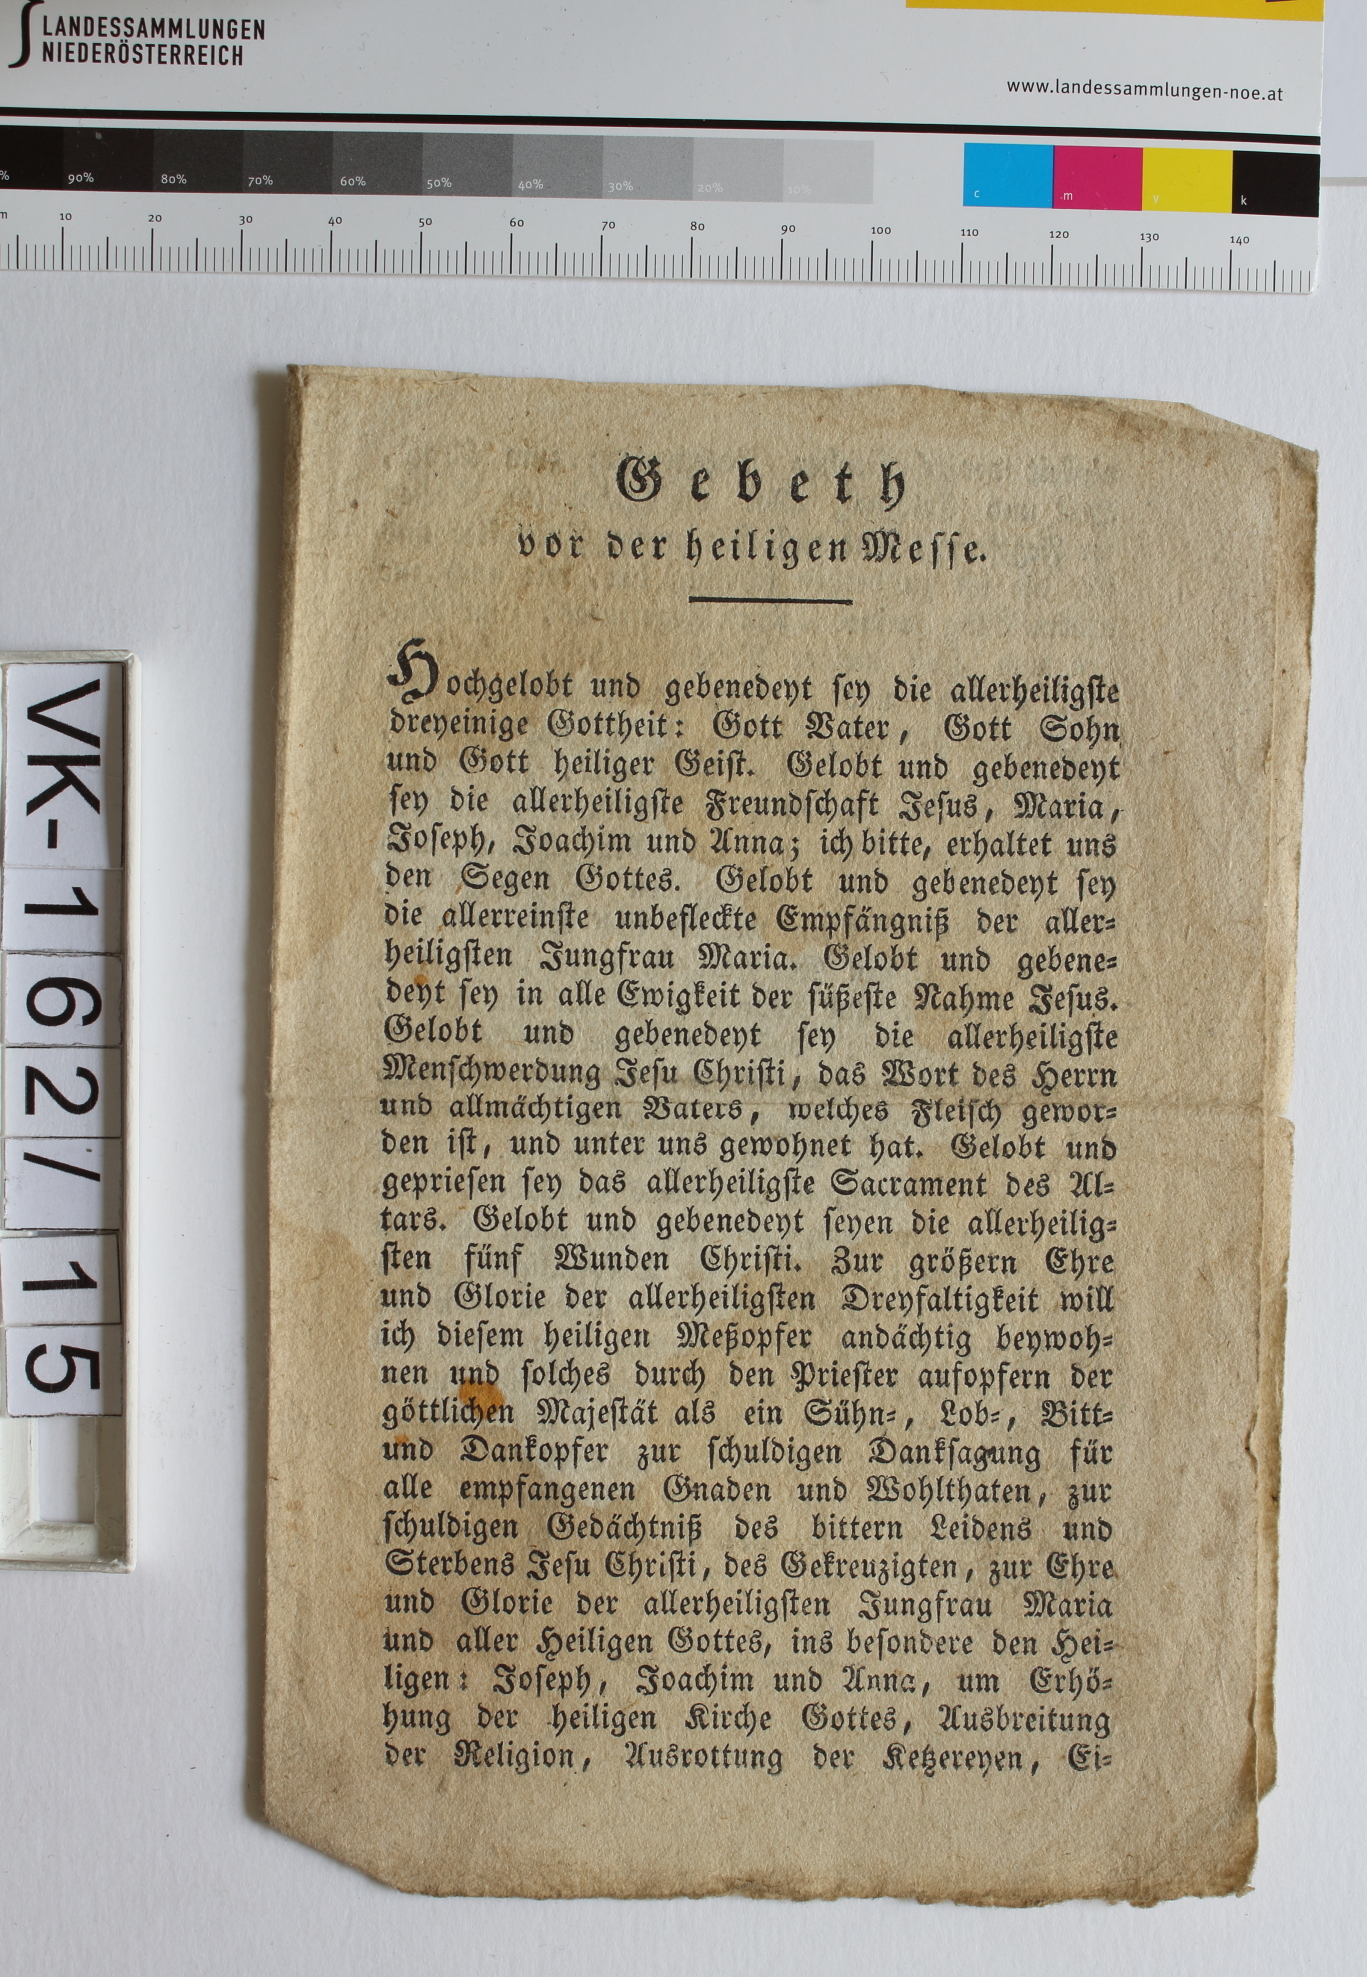 LANDESSAMMLUNGEN
NIEDERÖSTERREICH
www.landessammlungen-noe.at
% 90% 80% 70% 60% 50% 40% 30% 20% 10% c m y k
m 10 20 30 40 50 60 70 80 90 100 110 120 130 140
VK-162/15
Gebeth
vor der heiligen Messe.
Hochgelobt und gebenedeyt sey die allerheiligste
dreyeinige Gottheit: Gott Vater, Gott Sohn
und Gott heiliger Geist. Gelobt und gebenedeyt
sey die allerheiligste Freundschaft Jesus, Maria,
Joseph, Joachim und Anna; ich bitte, erhaltet uns
den Segen Gottes. Gelobt und gebenedeyt sey
die allerreinste unbefleckte Empfängniß der aller-
heiligsten Jungfrau Maria. Gelobt und gebene-
deyt sey in alle Ewigkeit der süßeste Nahme Jesus.
Gelobt und gebenedeyt sey die allerheiligste
Menschwerdung Jesu Christi, das Wort des Herrn
und allmächtigen Vaters, welches Fleisch gewor-
den ist, und unter uns gewohnet hat. Gelobt und
gepriesen sey das allerheiligste Sacrament des Al-
tars. Gelobt und gebenedeyt seyen die allerheilig-
sten fünf Wunden Christi. Zur größern Ehre
und Glorie der allerheiligsten Dreyfaltigkeit will
ich diesem heiligen Meßopfer andächtig beywoh-
nen und solches durch den Priester aufopfern der
göttlichen Majestät als ein Sühn-, Lob-, Bitt-
und Dankopfer zur schuldigen Danksagung für
alle empfangenen Gnaden und Wohlthaten, zur
schuldigen Gedächtniß des bittern Leidens und
Sterbens Jesu Christi, des Gekreuzigten, zur Ehre
und Glorie der allerheiligsten Jungfrau Maria
und aller Heiligen Gottes, ins besondere den Hei-
ligen: Joseph, Joachim und Anna, um Erhö-
hung der heiligen Kirche Gottes, Ausbreitung
der Religion, Ausrottung der Ketzereyen, Ei-